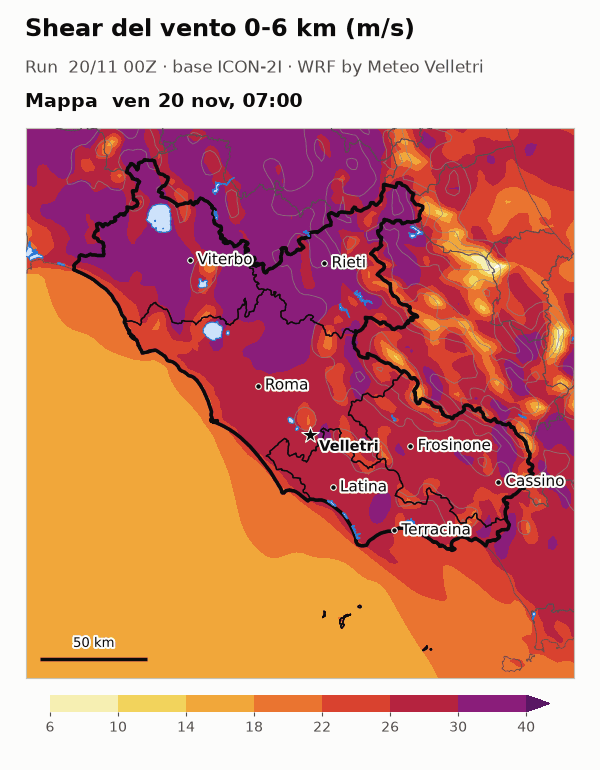 Shear del vento 0-6 km (m/s)
Run 20/11 00Z · base ICON-2I · WRF by Meteo Velletri
Mappa ven 20 nov, 07:00
Viterbo
Rieti
Roma
Velletri
Frosinone
Latina
Cassino
Terracina
50 km
6 10 14 18 22 26 30 40